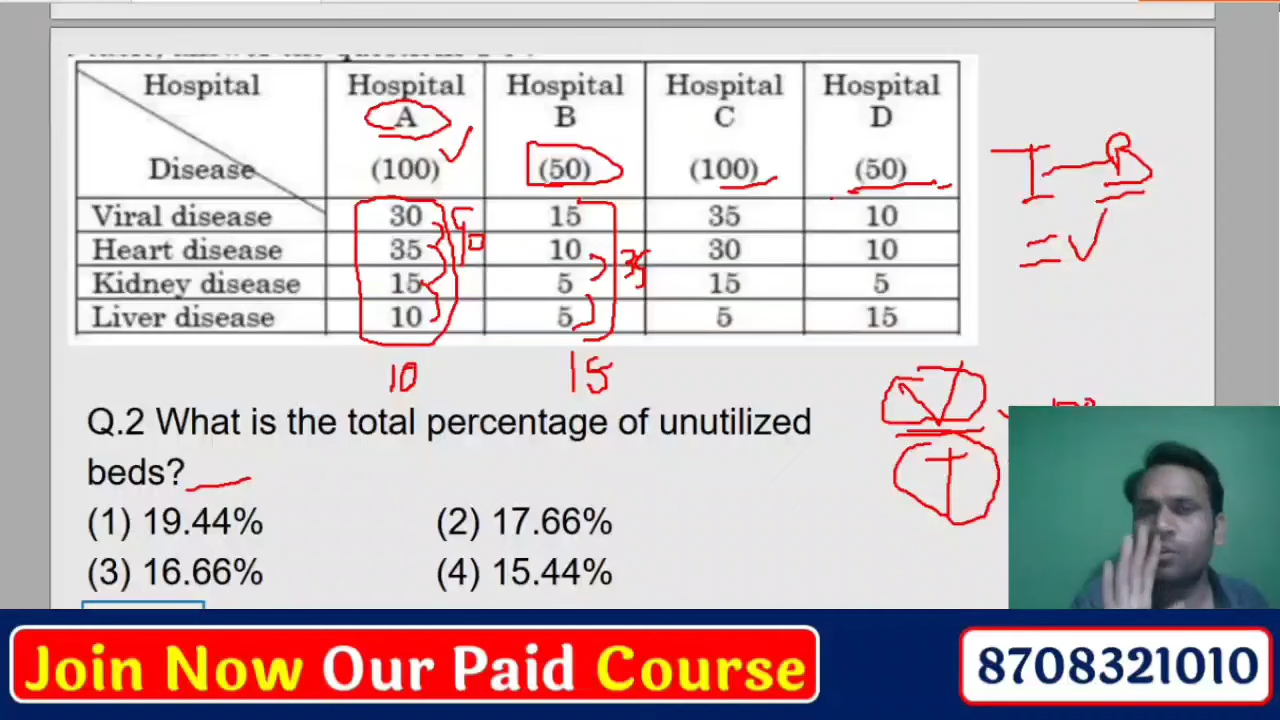 Hospital Hospital Hospital Hospital Hospital
A B C D
Disease (100) (50) (100) (50)
Viral disease 30 15 35 10
Heart disease 35 10 30 10
Kidney disease 15 5 15 5
Liver disease 10 5 5 15
35
10 15
Q.2 What is the total percentage of unutilized
beds?
(1) 19.44% (2) 17.66%
(3) 16.66% (4) 15.44%
Join Now Our Paid Course 8708321010